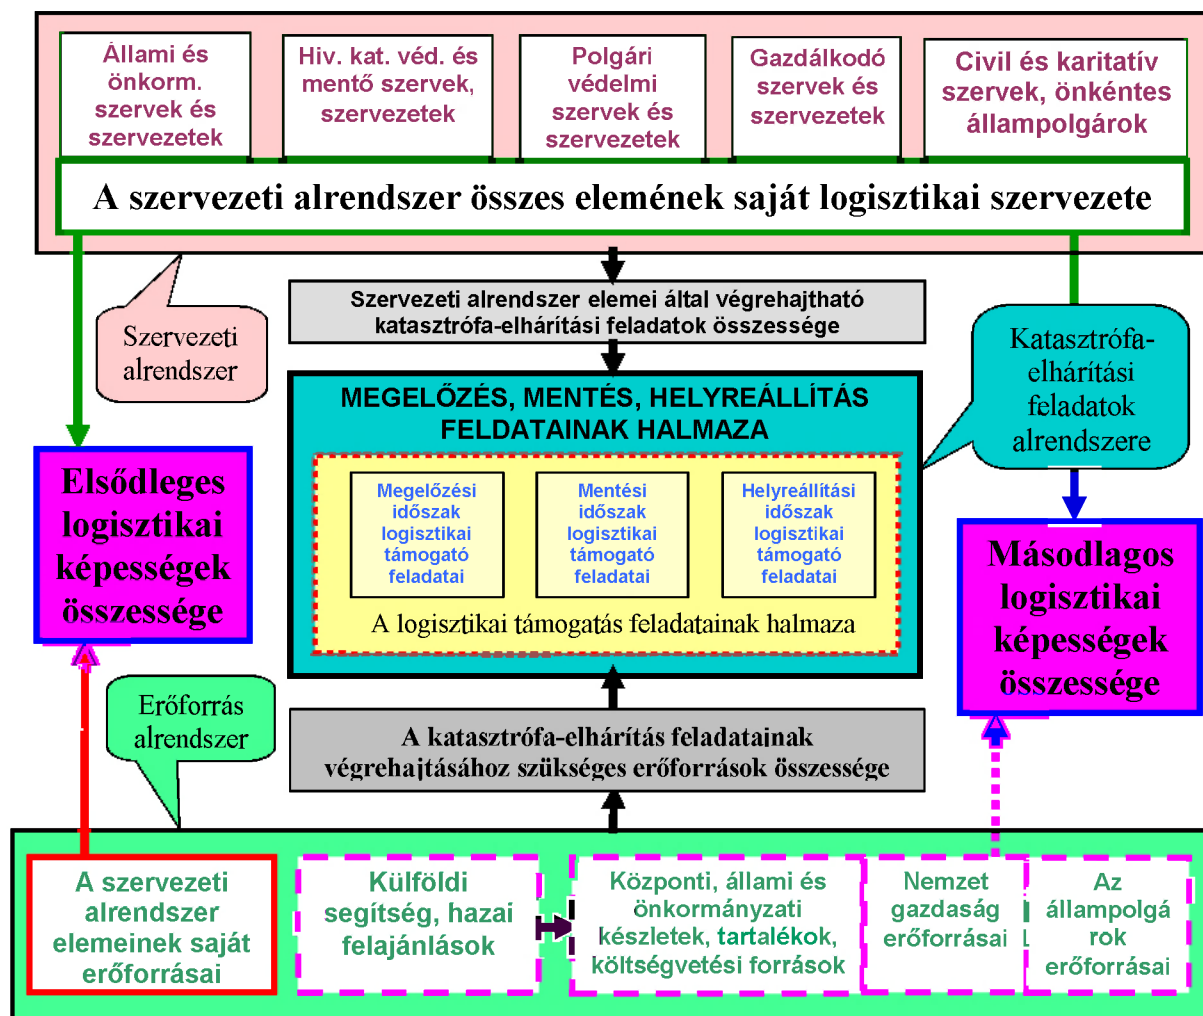 Állami és
önkorm.
szervek és
szervezetek
Hiv. kat. véd. és
mentő szervek,
szervezetek
Polgári
védelmi
szervek és
szervezetek
Gazdálkodó
szervek és
szervezetek
Civil és karitatív
szervek, önkéntes
állampolgárok
A szervezeti alrendszer összes elemének saját logisztikai szervezete
Szervezeti alrendszer elemei által végrehajtható
katasztrófa-elhárítási feladatok összessége
Szervezeti
alrendszer
Katasztrófa-
elhárítási
feladatok
alrendszere
MEGELŐZÉS, MENTÉS, HELYREÁLLÍTÁS
FELDATAINAK HALMAZA
Elsődleges
logisztikai
képességek
összessége
Megelőzési
időszak
logisztikai
támogató
feladatai
Mentési
időszak
logisztikai
támogató
feladatai
Helyreállítási
időszak
logisztikai
támogató
feladatai
A logisztikai támogatás feladatainak halmaza
Másodlagos
logisztikai
képességek
összessége
Erőforrás
alrendszer
A katasztrófa-elhárítás feladatainak
végrehajtásához szükséges erőforrások összessége
A szervezeti
alrendszer
elemeinek saját
erőforrásai
Külföldi
segítség, hazai
felajánlások
Központi, állami és
önkormányzati
készletek, tartalékok,
költségvetési források
Nemzet
gazdaság
erőforrásai
Az
állampolgá
rok
erőforrásai